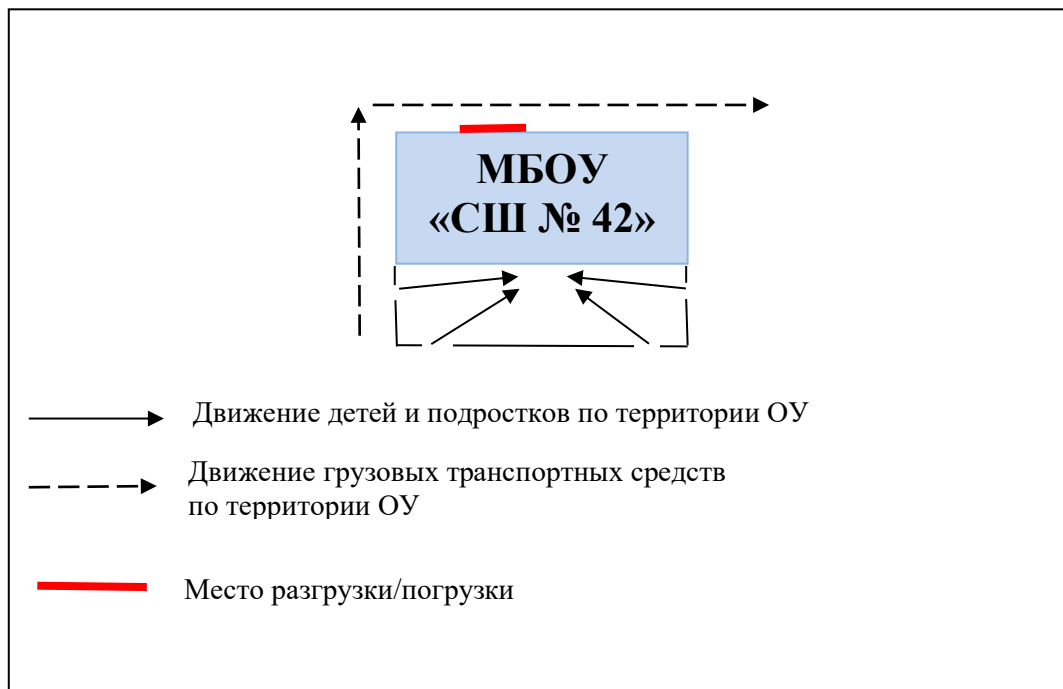 МБОУ
«СШ № 42»
Движение детей и подростков по территории ОУ
Движение грузовых транспортных средств
по территории ОУ
Место разгрузки/погрузки